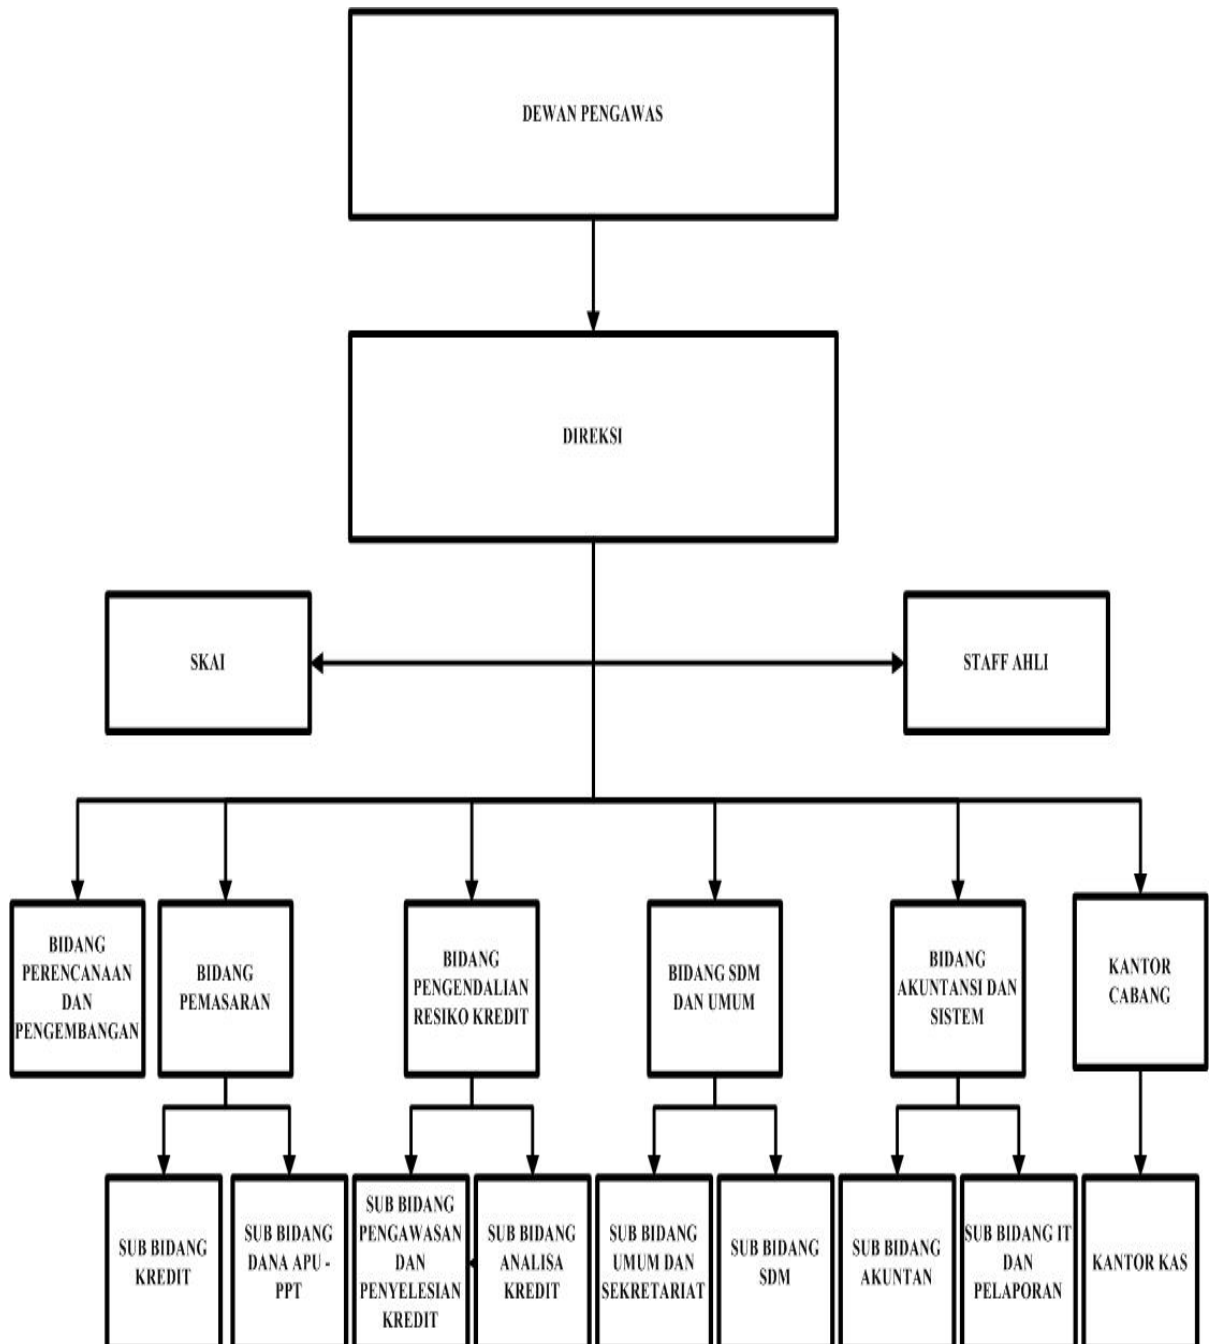 DEWAN PENGAWAS
DIREKSI
SKAI
STAFF AHLI
BIDANG
PERENCANAAN
DAN
PENGEMBANGAN
BIDANG
PEMASARAN
BIDANG
PENGENDALIAN
RESIKO KREDIT
BIDANG SDM
DAN UMUM
BIDANG
AKUNTANSI DAN
SISTEM
KANTOR
CABANG
SUB BIDANG
KREDIT
SUB BIDANG
DANA APU -
PPT
SUB BIDANG
PENGAWASAN
DAN
PENYELESIAN
KREDIT
SUB BIDANG
ANALISA
KREDIT
SUB BIDANG
UMUM DAN
SEKRETARIAT
SUB BIDANG
SDM
SUB BIDANG
AKUNTAN
SUB BIDANG IT
DAN
PELAPORAN
KANTOR KAS